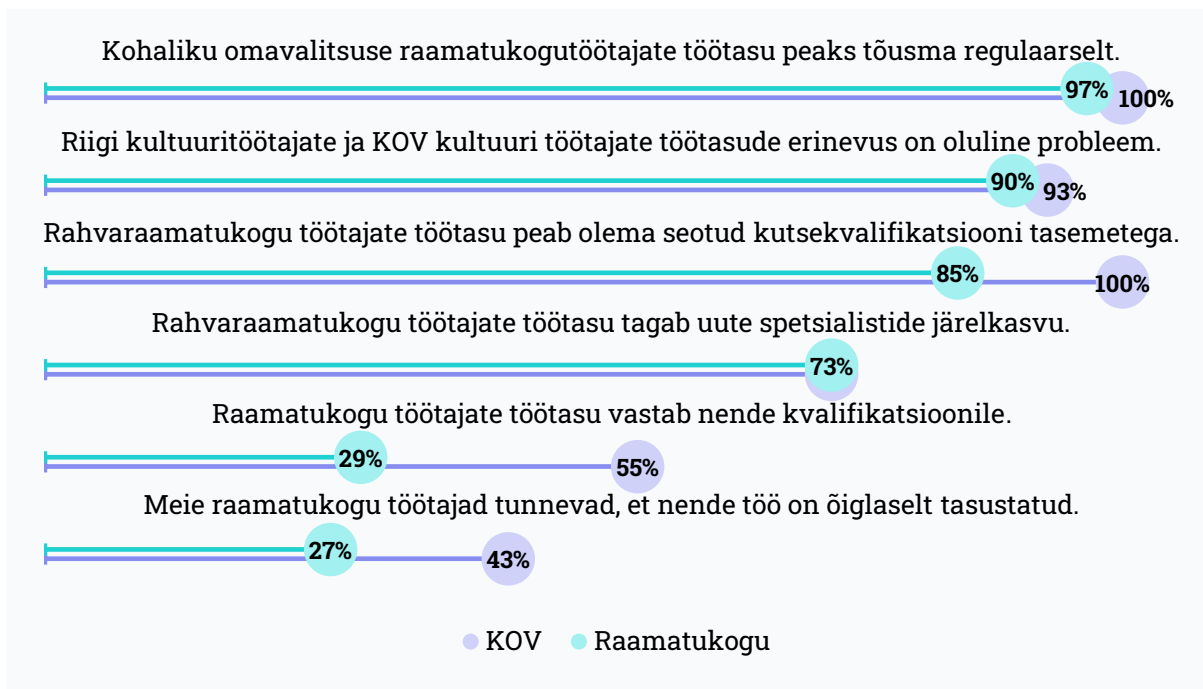 Kohaliku omavalitsuse raamatukogutöötajate töötasu peaks tõusma regulaarselt.
97% 100%
Riigi kultuuritöötajate ja KOV kultuuri töötajate töötasude erinevus on oluline probleem.
90% 93%
Rahvaraamatukogu töötajate töötasu peab olema seotud kutsekvalifikatsiooni tasemetega.
85% 100%
Rahvaraamatukogu töötajate töötasu tagab uute spetsialistide järelkasvu.
73%
Raamatukogu töötajate töötasu vastab nende kvalifikatsioonile.
29% 55%
Meie raamatukogu töötajad tunnevad, et nende töö on õiglaselt tasustatud.
27% 43%
KOV Raamatukogu